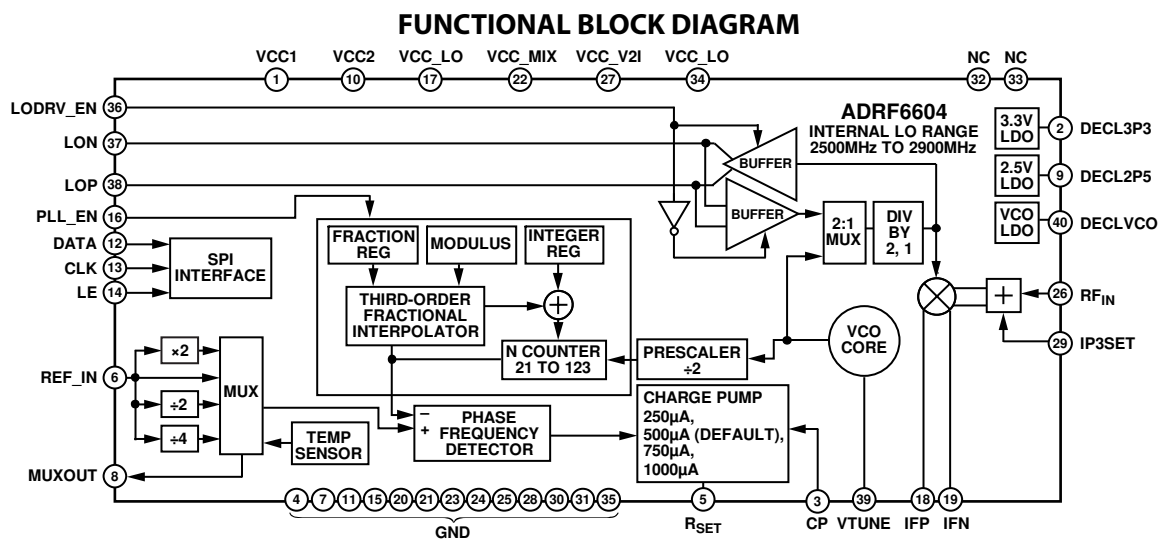 FUNCTIONAL BLOCK DIAGRAM
VCC1 VCC2 VCC_LO VCC_MIX VCC_V2I VCC_LO NC NC
1 10 17 22 27 34 32 33
LODRV_EN 36
LON 37
LOP 38
PLL_EN 16
DATA 12
CLK 13
LE 14
SPI
INTERFACE
REF_IN 6
×2
÷2
÷4
MUX
TEMP
SENSOR
MUXOUT 8
FRACTION
REG
MODULUS
INTEGER
REG
THIRD-ORDER
FRACTIONAL
INTERPOLATOR
+
N COUNTER
21 TO 123
PRESCALER
÷2
– 
+
PHASE
FREQUENCY
DETECTOR
CHARGE PUMP
250µA,
500µA (DEFAULT),
750µA,
1000µA
BUFFER
BUFFER
ADRF6604
INTERNAL LO RANGE
2500MHz TO 2900MHz
2:1
MUX
DIV
BY
2, 1
VCO
CORE
+
3.3V
LDO
2 DECL3P3
2.5V
LDO
9 DECL2P5
VCO
LDO
40 DECLVCO
26 RFIN
29 IP3SET
4 7 11 15 20 21 23 24 25 28 30 31 35
GND
5 3 39 18 19
RSET CP VTUNE IFP IFN